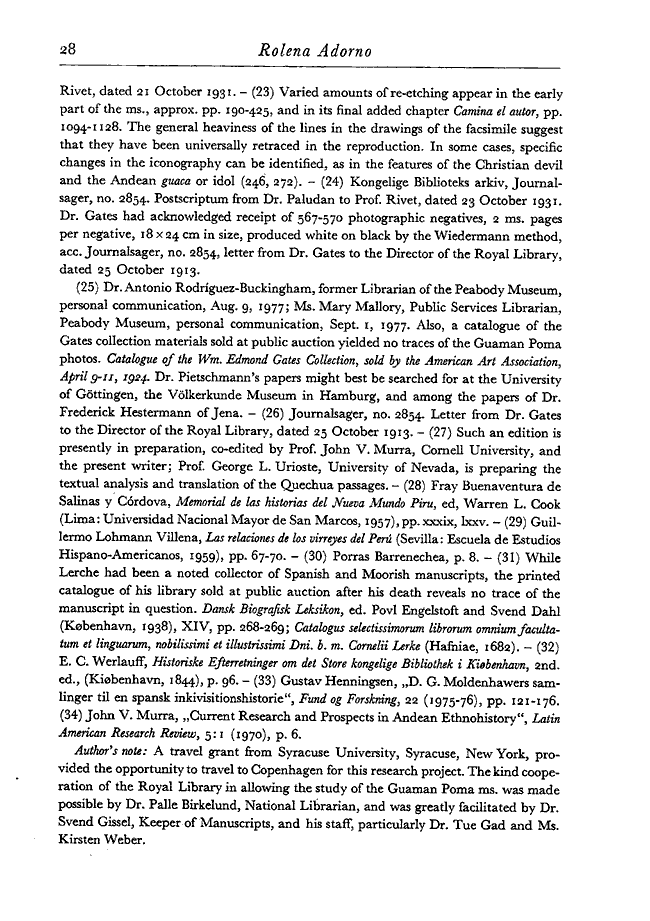 28 Rolena Adorno
Rivet, dated 21 October 1931. – (23) Varied amounts of re-etching appear in the early
part of the ms., approx. pp. 190-425, and in its final added chapter Camina el autor, pp.
1094-1128. The general heaviness of the lines in the drawings of the facsimile suggest
that they have been universally retraced in the reproduction. In some cases, specific
changes in the iconography can be identified, as in the features of the Christian devil
and the Andean guaca or idol (246, 272). – (24) Kongelige Biblioteks arkiv, Journal-
sager, no. 2854. Postscriptum from Dr. Paludan to Prof. Rivet, dated 23 October 1931.
Dr. Gates had acknowledged receipt of 567-570 photographic negatives, 2 ms. pages
per negative, 18 × 24 cm in size, produced white on black by the Wiedermann method,
acc. Journalsager, no. 2854, letter from Dr. Gates to the Director of the Royal Library,
dated 25 October 1913.
(25) Dr. Antonio Rodríguez-Buckingham, former Librarian of the Peabody Museum,
personal communication, Aug. 9, 1977; Ms. Mary Mallory, Public Services Librarian,
Peabody Museum, personal communication, Sept. 1, 1977. Also, a catalogue of the
Gates collection materials sold at public auction yielded no traces of the Guaman Poma
photos. Catalogue of the Wm. Edmond Gates Collection, sold by the American Art Association,
April 9-11, 1924. Dr. Pietschmann's papers might best be searched for at the University
of Göttingen, the Völkerkunde Museum in Hamburg, and among the papers of Dr.
Frederick Hestermann of Jena. – (26) Journalsager, no. 2854. Letter from Dr. Gates
to the Director of the Royal Library, dated 25 October 1913. – (27) Such an edition is
presently in preparation, co-edited by Prof. John V. Murra, Cornell University, and
the present writer; Prof. George L. Urioste, University of Nevada, is preparing the
textual analysis and translation of the Quechua passages. – (28) Fray Buenaventura de
Salinas y Córdova, Memorial de las historias del Nueva Mundo Piru, ed, Warren L. Cook
(Lima: Universidad Nacional Mayor de San Marcos, 1957), pp. xxxix, lxxv. – (29) Guil-
lermo Lohmann Villena, Las relaciones de los virreyes del Perú (Sevilla: Escuela de Estudios
Hispano-Americanos, 1959), pp. 67-70. – (30) Porras Barrenechea, p. 8. – (31) While
Lerche had been a noted collector of Spanish and Moorish manuscripts, the printed
catalogue of his library sold at public auction after his death reveals no trace of the
manuscript in question. Dansk Biografisk Leksikon, ed. Povl Engelstoft and Svend Dahl
(København, 1938), XIV, pp. 268-269; Catalogus selectissimorum librorum omnium faculta-
tum et linguarum, nobilissimi et illustrissimi Dni. b. m. Cornelii Lerke (Hafniae, 1682). – (32)
E. C. Werlauff, Historiske Efterretninger om det Store kongelige Bibliothek i Kiøbenhavn, 2nd.
ed., (Kiøbenhavn, 1844), p. 96. – (33) Gustav Henningsen, „D. G. Moldenhawers sam-
linger til en spansk inkivisitionshistorie“, Fund og Forskning, 22 (1975-76), pp. 121-176.
(34) John V. Murra, „Current Research and Prospects in Andean Ethnohistory“, Latin
American Research Review, 5:1 (1970), p. 6.
Author's note: A travel grant from Syracuse University, Syracuse, New York, pro-
vided the opportunity to travel to Copenhagen for this research project. The kind coope-
ration of the Royal Library in allowing the study of the Guaman Poma ms. was made
possible by Dr. Palle Birkelund, National Librarian, and was greatly facilitated by Dr.
Svend Gissel, Keeper of Manuscripts, and his staff, particularly Dr. Tue Gad and Ms.
Kirsten Weber.